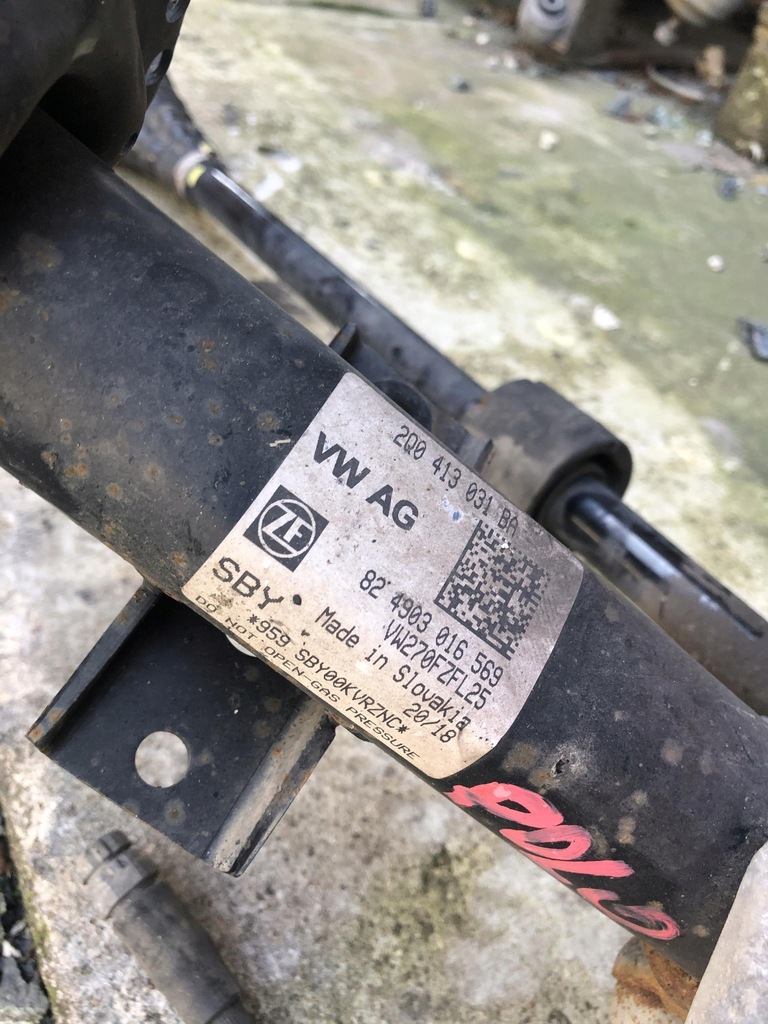 2Q0 413 031 BA
VW AG
ZF
82 4903 016 569
SBY
VW270FZFL25
Made in Slovakia
20/18
*959 SBY00KVRZNC*
DO NOT OPEN-GAS PRESSURE
POLO